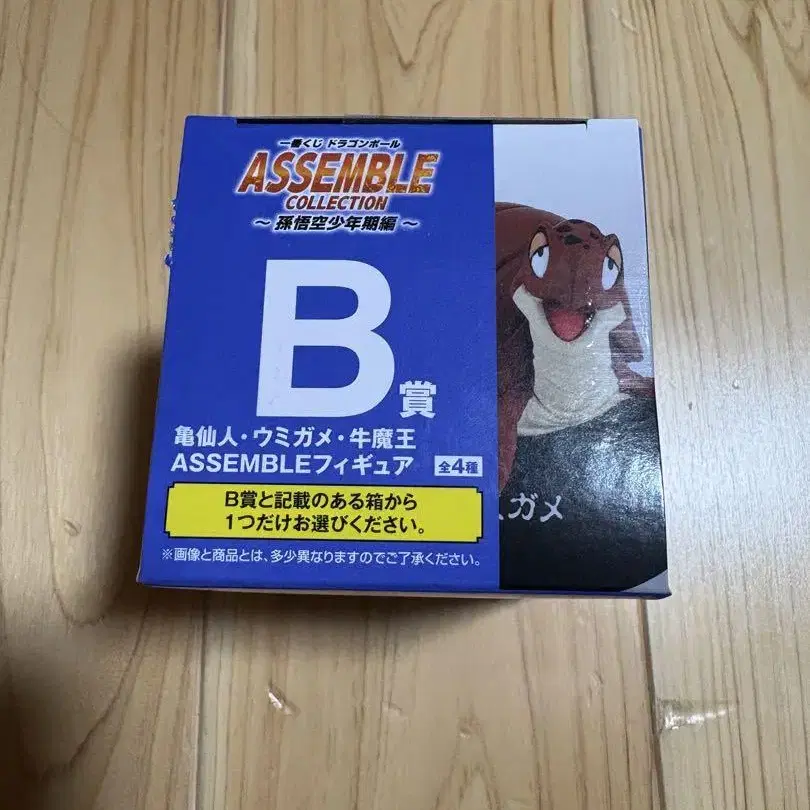 一番くじ ドラゴンボール
ASSEMBLE
COLLECTION
～ 孫悟空少年期編 ～
B賞
亀仙人・ウミガメ・牛魔王
ASSEMBLEフィギュア 全4種
B賞と記載のある箱から
1つだけお選びください。
※画像と商品とは、多少異なりますのでご了承ください。
ガメ